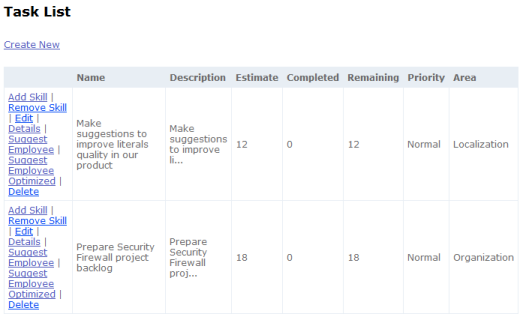 Task List
Create New
Name Description Estimate Completed Remaining Priority Area
Add Skill |
Remove Skill
| Edit |
Details |
Suggest
Employee |
Suggest
Employee
Optimized |
Delete
Make
suggestions to
improve literals
quality in our
product
Make
suggestions
to improve
li...
12
0
12
Normal
Localization
Add Skill |
Remove Skill
| Edit |
Details |
Suggest
Employee |
Suggest
Employee
Optimized |
Delete
Prepare Security
Firewall project
backlog
Prepare
Security
Firewall
proj...
18
0
18
Normal
Organization